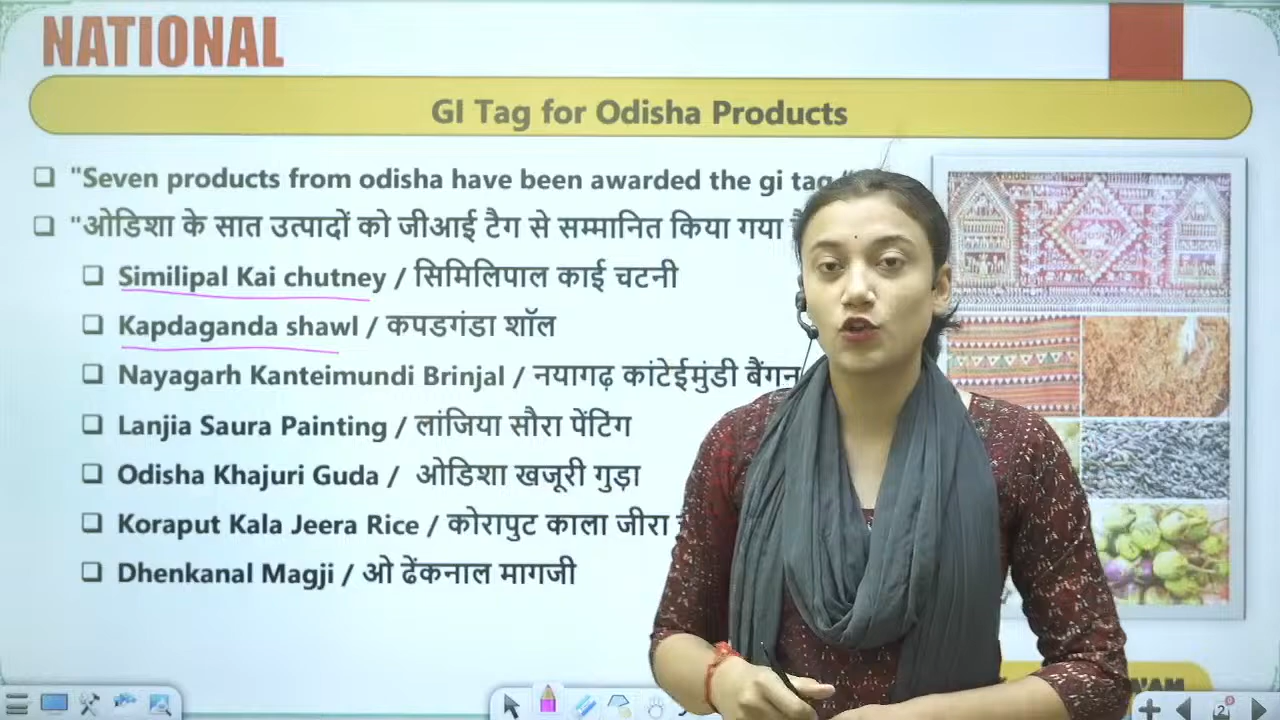 NATIONAL
GI Tag for Odisha Products
"Seven products from odisha have been awarded the gi tag
"ओडिशा के सात उत्पादों को जीआई टैग से सम्मानित किया गया
Similipal Kai chutney / सिमिलिपाल काई चटनी
Kapdaganda shawl / कपडगंडा शॉल
Nayagarh Kanteimundi Brinjal / नयागढ़ कांटेईमुंडी बैंगन
Lanjia Saura Painting / लांजिया सौरा पेंटिंग
Odisha Khajuri Guda / ओडिशा खजूरी गुड़ा
Koraput Kala Jeera Rice / कोरापुट काला जीरा
Dhenkanal Magji / ओ ढेंकनाल मागजी